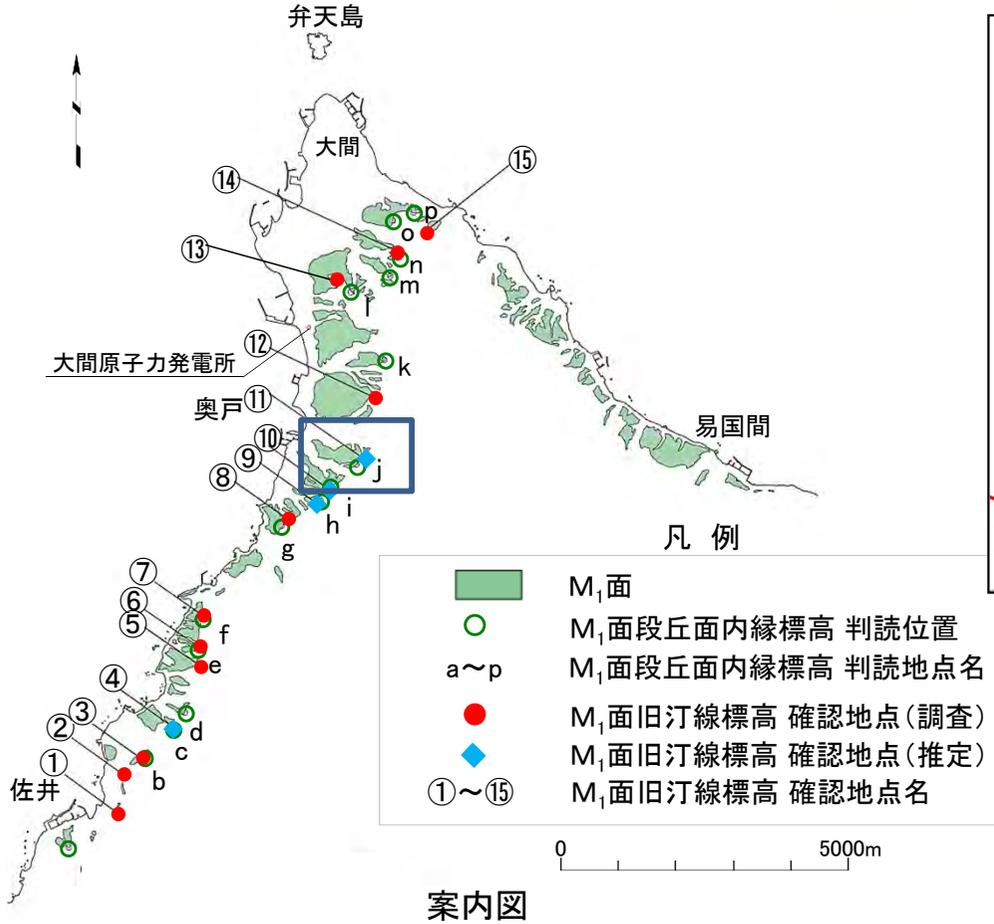 弁天島
大間
⑮
⑭
p
o
⑬
n
m
l
⑫
大間原子力発電所
k
奥戸
⑪
⑩
易国間
⑨
j
⑧
i
h
g
凡 例
⑦
M₁面
⑥
M₁面段丘面内縁標高 判読位置
⑤
f
e
a～p M₁面段丘面内縁標高 判読地点名
④
M₁面旧汀線標高 確認地点(調査)
③
d
②
c
M₁面旧汀線標高 確認地点(推定)
①
b
佐井
①～⑮ M₁面旧汀線標高 確認地点名
0 5000m
案内図